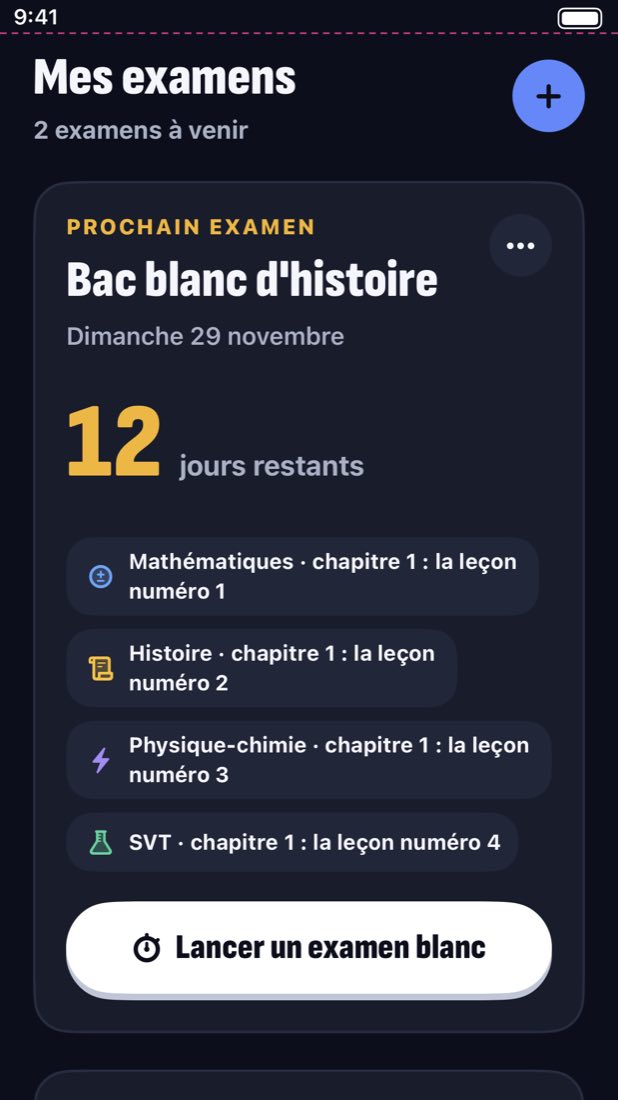 9:41
Mes examens
2 examens à venir
PROCHAIN EXAMEN
Bac blanc d'histoire
Dimanche 29 novembre
12 jours restants
Mathématiques · chapitre 1 : la leçon
numéro 1
Histoire · chapitre 1 : la leçon
numéro 2
Physique-chimie · chapitre 1 : la leçon
numéro 3
SVT · chapitre 1 : la leçon numéro 4
Lancer un examen blanc